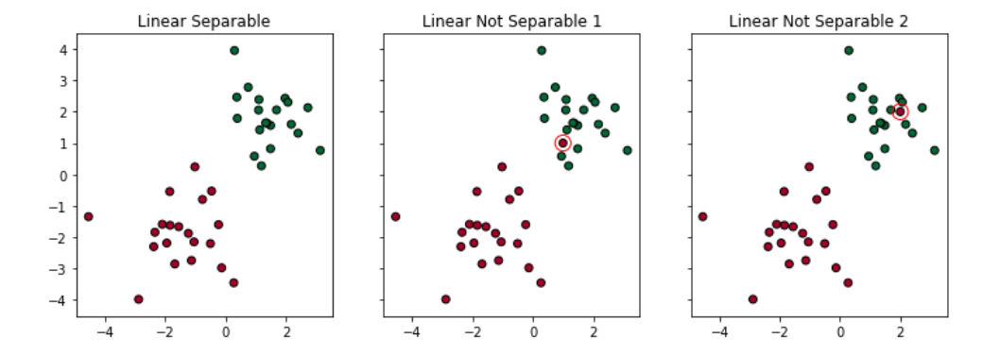 Linear Separable
Linear Not Separable 1
Linear Not Separable 2
4
3
2
1
0
−1
−2
−3
−4
−4 −2 0 2
−4 −2 0 2
−4 −2 0 2